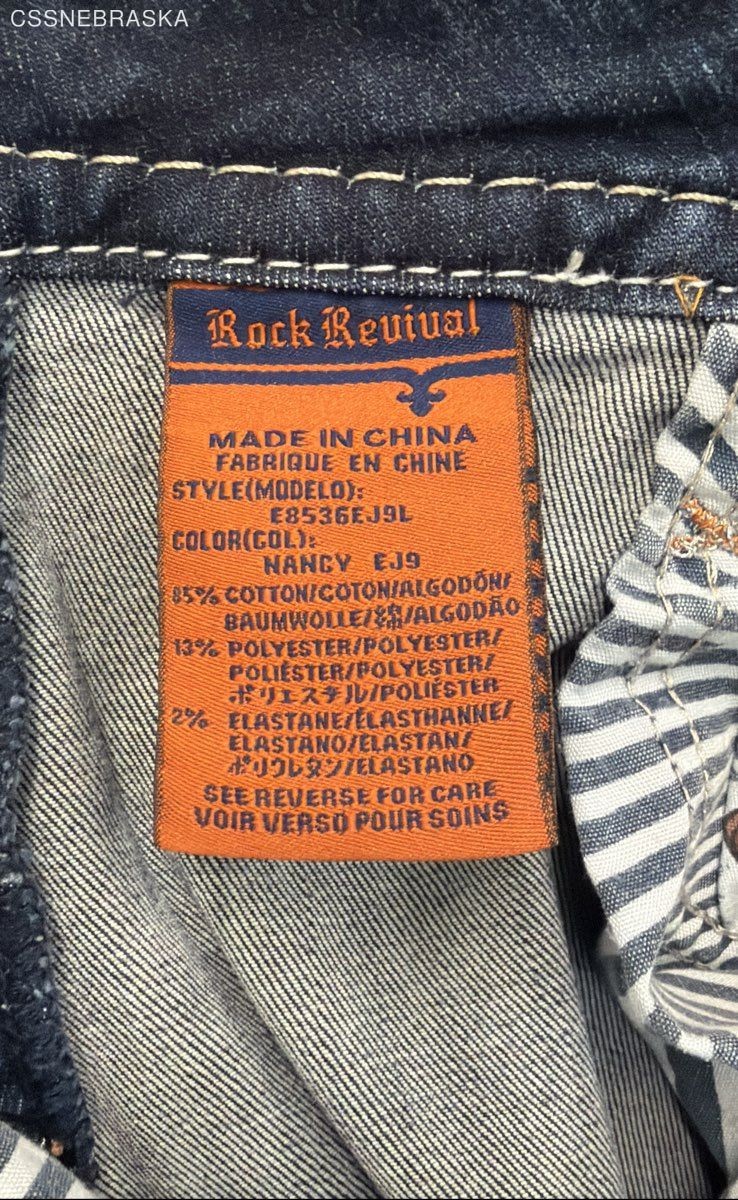 CSSNEBRASKA
Rock Revival
MADE IN CHINA
FABRIQUE EN CHINE
STYLE(MODELO):
E8536EJ9L
COLOR(COL):
NANCY EJ9
85% COTTON/COTON/ALGODÓN/
BAUMWOLLE/綿/ALGODÃO
13% POLYESTER/POLYESTER/
POLIÉSTER/POLYESTER/
ポリエステル/POLIÉSTER
2% ELASTANE/ÉLASTHANNE/
ELASTANO/ELASTAN/
ポリウレタン/ELASTANO
SEE REVERSE FOR CARE
VOIR VERSO POUR SOINS